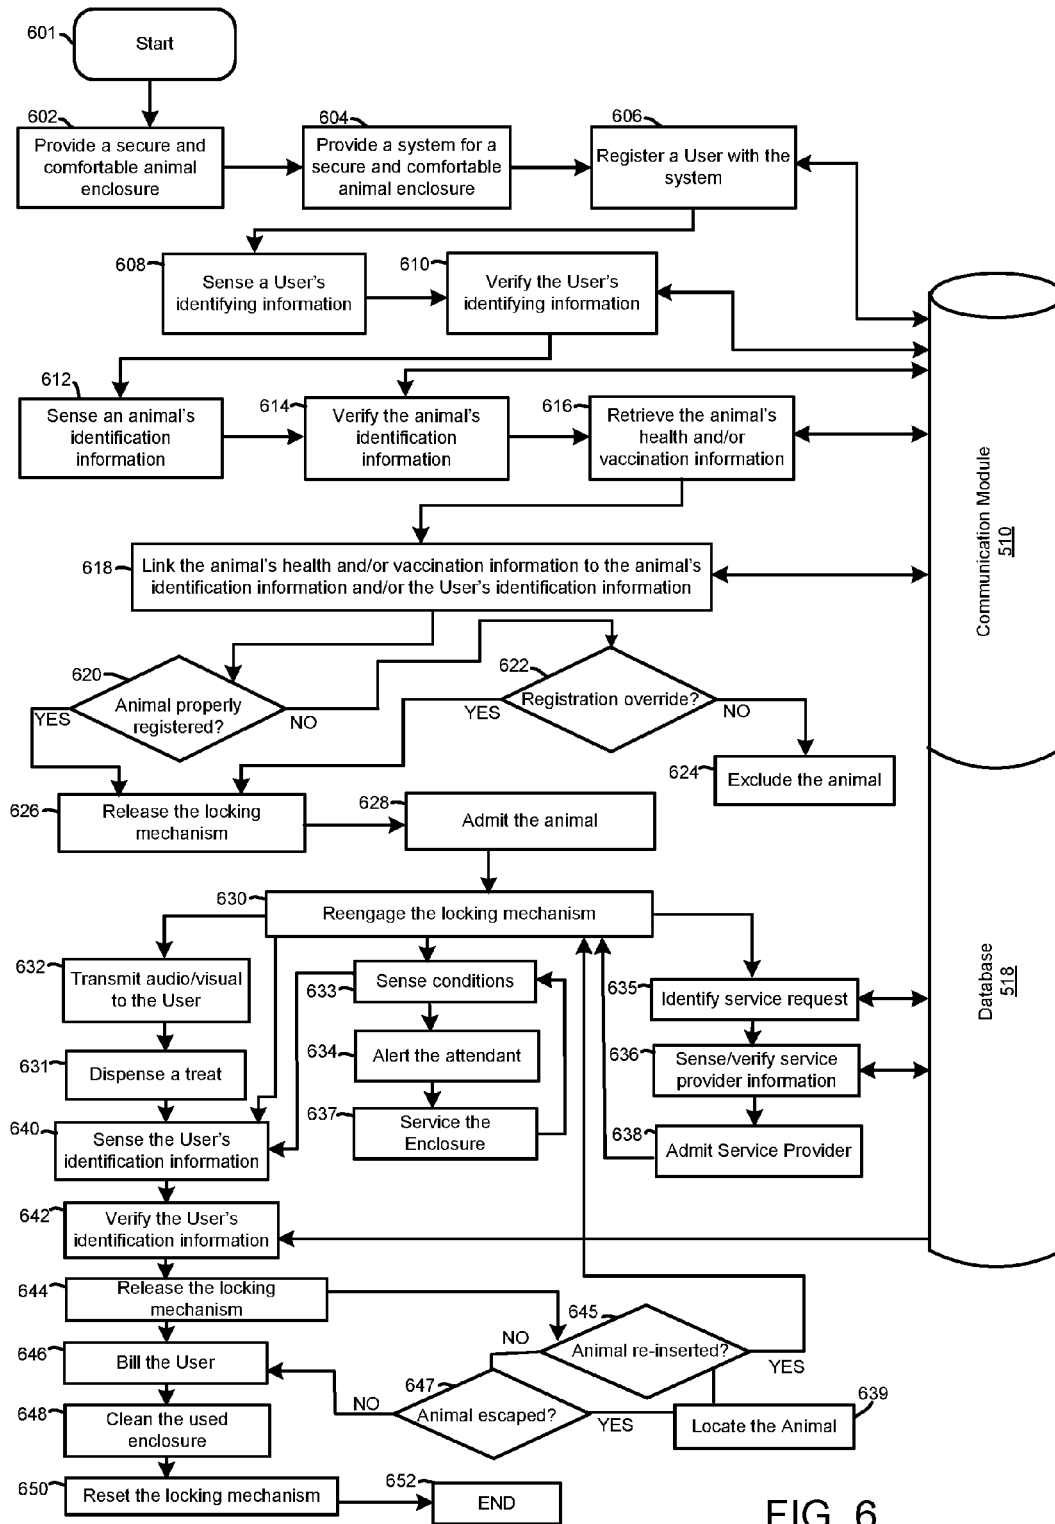 601
Start
602
Provide a secure and
comfortable animal
enclosure
604
Provide a system for a
secure and comfortable
animal enclosure
606
Register a User with the
system
608
Sense a User's
identifying information
610
Verify the User's
identifying information
612
Sense an animal's
identification
information
614
Verify the animal's
identification
information
616
Retrieve the animal's
health and/or
vaccination information
Communication Module
510
618
Link the animal's health and/or vaccination information to the animal's
identification information and/or the User's identification information
620
Animal properly
registered?
YES
NO
622
Registration override?
YES
NO
624
Exclude the animal
626
Release the locking
mechanism
628
Admit the animal
630
Reengage the locking mechanism
632
Transmit audio/visual
to the User
633
Sense conditions
635
Identify service request
Database
518
631
Dispense a treat
634
Alert the attendant
636
Sense/verify service
provider information
640
Sense the User's
identification information
637
Service the
Enclosure
638
Admit Service Provider
642
Verify the User's
identification information
644
Release the locking
mechanism
645
Animal re-inserted?
NO
YES
646
Bill the User
647
Animal escaped?
NO
YES
639
Locate the Animal
648
Clean the used
enclosure
650
Reset the locking mechanism
652
END
FIG. 6